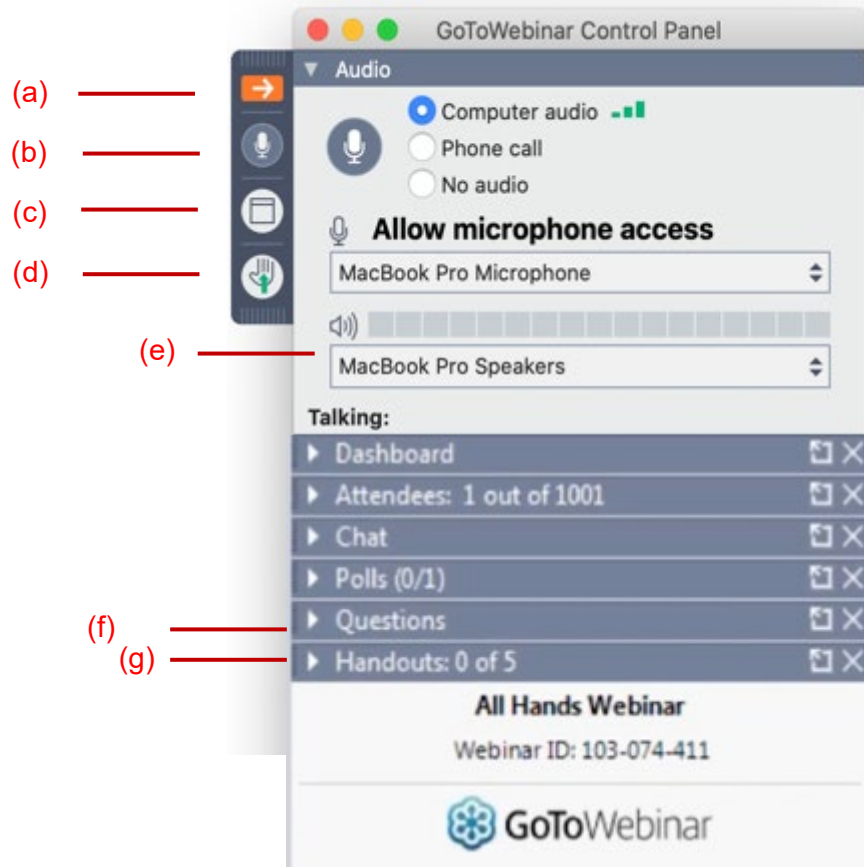 GoToWebinar Control Panel
Audio
(a)
Computer audio
(b)
Phone call
No audio
(c)
Allow microphone access
(d)
MacBook Pro Microphone
(e)
MacBook Pro Speakers
Talking:
Dashboard
Attendees: 1 out of 1001
Chat
Polls (0/1)
(f)
Questions
(g)
Handouts: 0 of 5
All Hands Webinar
Webinar ID: 103-074-411
GoToWebinar